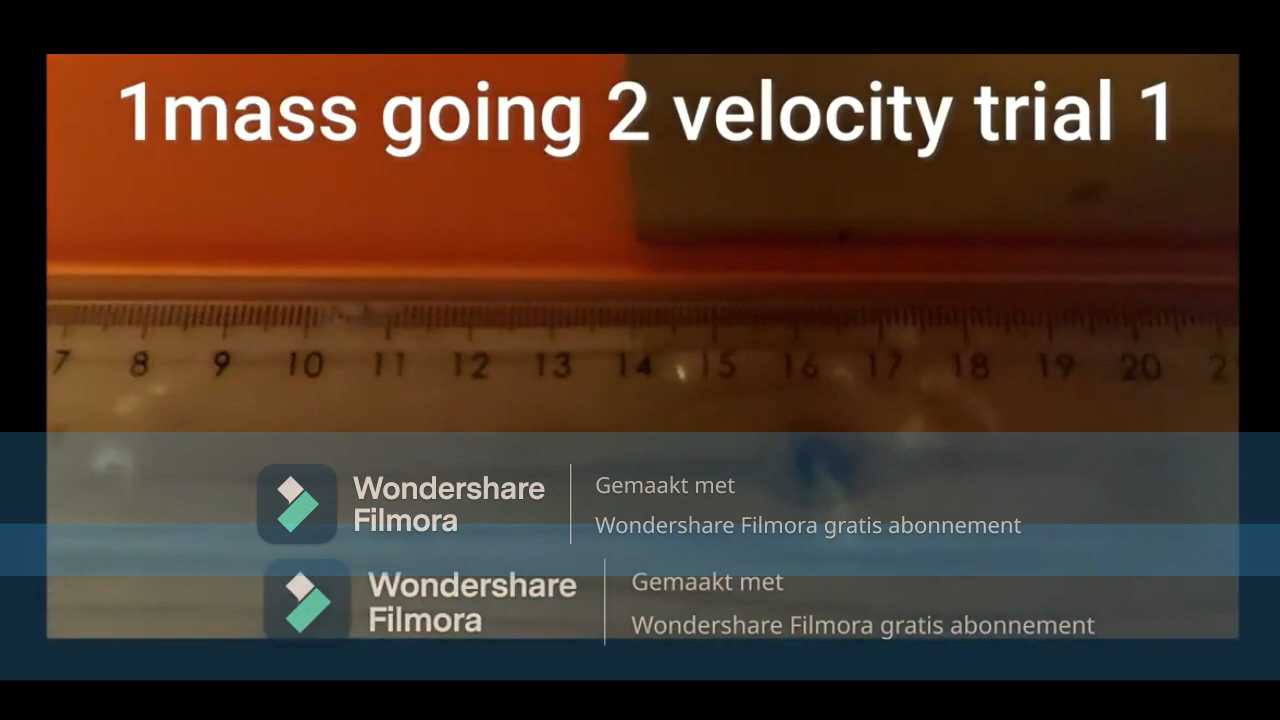 1mass going 2 velocity trial 1
7 8 9 10 11 12 13 14 15 16 17 18 19 20 2
Wondershare
Filmora
Gemaakt met
Wondershare Filmora gratis abonnement
Wondershare
Filmora
Gemaakt met
Wondershare Filmora gratis abonnement